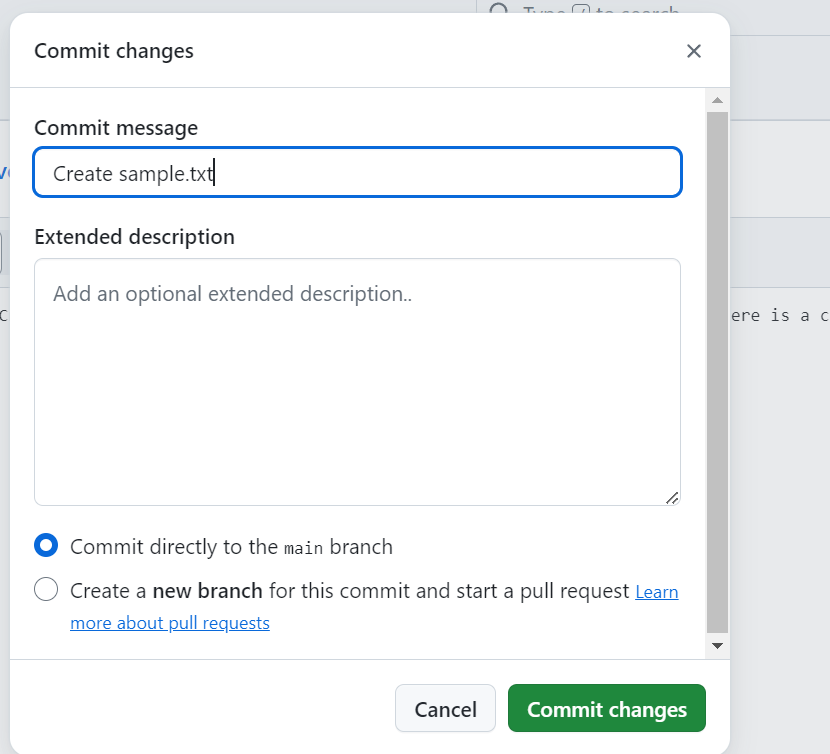 Type / to search
Commit changes
Commit message
Create sample.txt
Extended description
Add an optional extended description..
ere is a c
Commit directly to the main branch
Create a new branch for this commit and start a pull request Learn
more about pull requests
Cancel
Commit changes